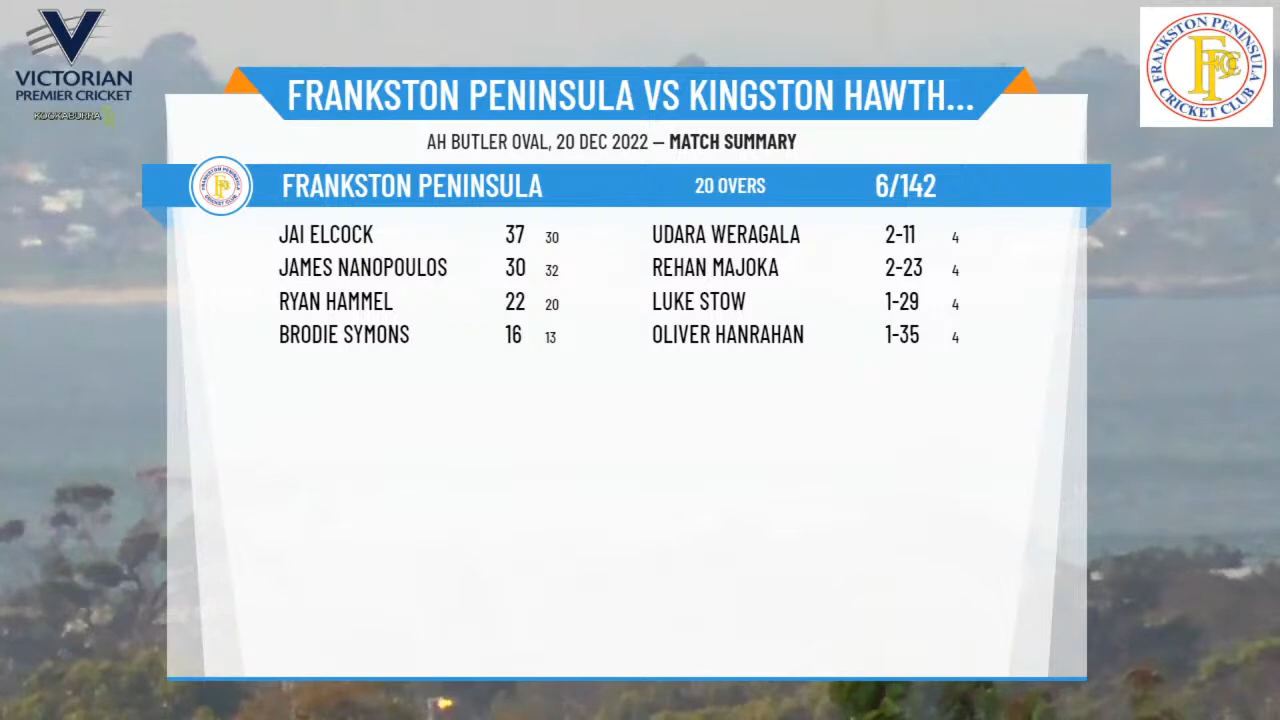 VICTORIAN
PREMIER CRICKET
KOOKABURRA
FRANKSTON PENINSULA
CRICKET CLUB
FRANKSTON PENINSULA VS KINGSTON HAWTH...
AH BUTLER OVAL, 20 DEC 2022 – MATCH SUMMARY
FRANKSTON PENINSULA 20 OVERS 6/142
JAI ELCOCK 37 30 UDARA WERAGALA 2-11 4
JAMES NANOPOULOS 30 32 REHAN MAJOKA 2-23 4
RYAN HAMMEL 22 20 LUKE STOW 1-29 4
BRODIE SYMONS 16 13 OLIVER HANRAHAN 1-35 4